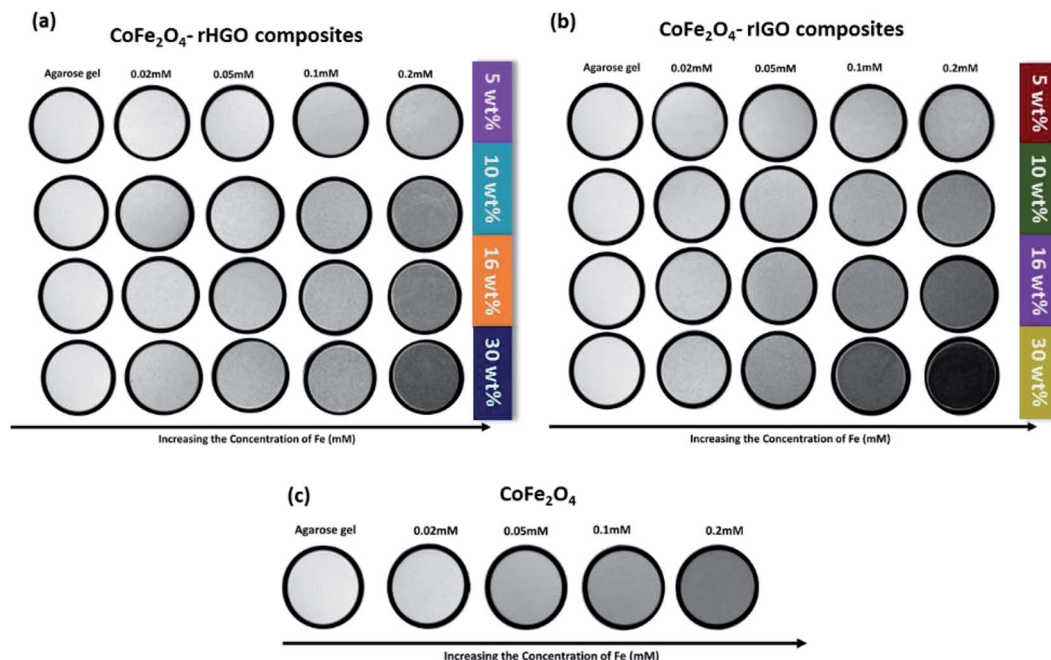 (a)
CoFe₂O₄- rHGO composites
Agarose gel 0.02mM 0.05mM 0.1mM 0.2mM
5 wt%
10 wt%
16 wt%
30 wt%
Increasing the Concentration of Fe (mM)
(b)
CoFe₂O₄- rIGO composites
Agarose gel 0.02mM 0.05mM 0.1mM 0.2mM
5 wt%
10 wt%
16 wt%
30 wt%
Increasing the Concentration of Fe (mM)
(c)
CoFe₂O₄
Agarose gel 0.02mM 0.05mM 0.1mM 0.2mM
Increasing the Concentration of Fe (mM)